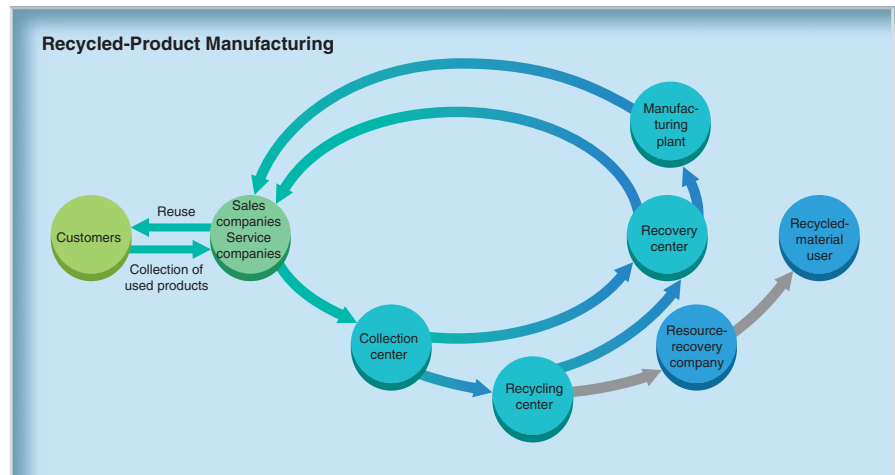 Recycled-Product Manufacturing
Manufac-
turing
plant
Sales
companies
Service
companies
Reuse
Customers
Collection of
used products
Recovery
center
Recycled-
material
user
Collection
center
Resource-
recovery
company
Recycling
center